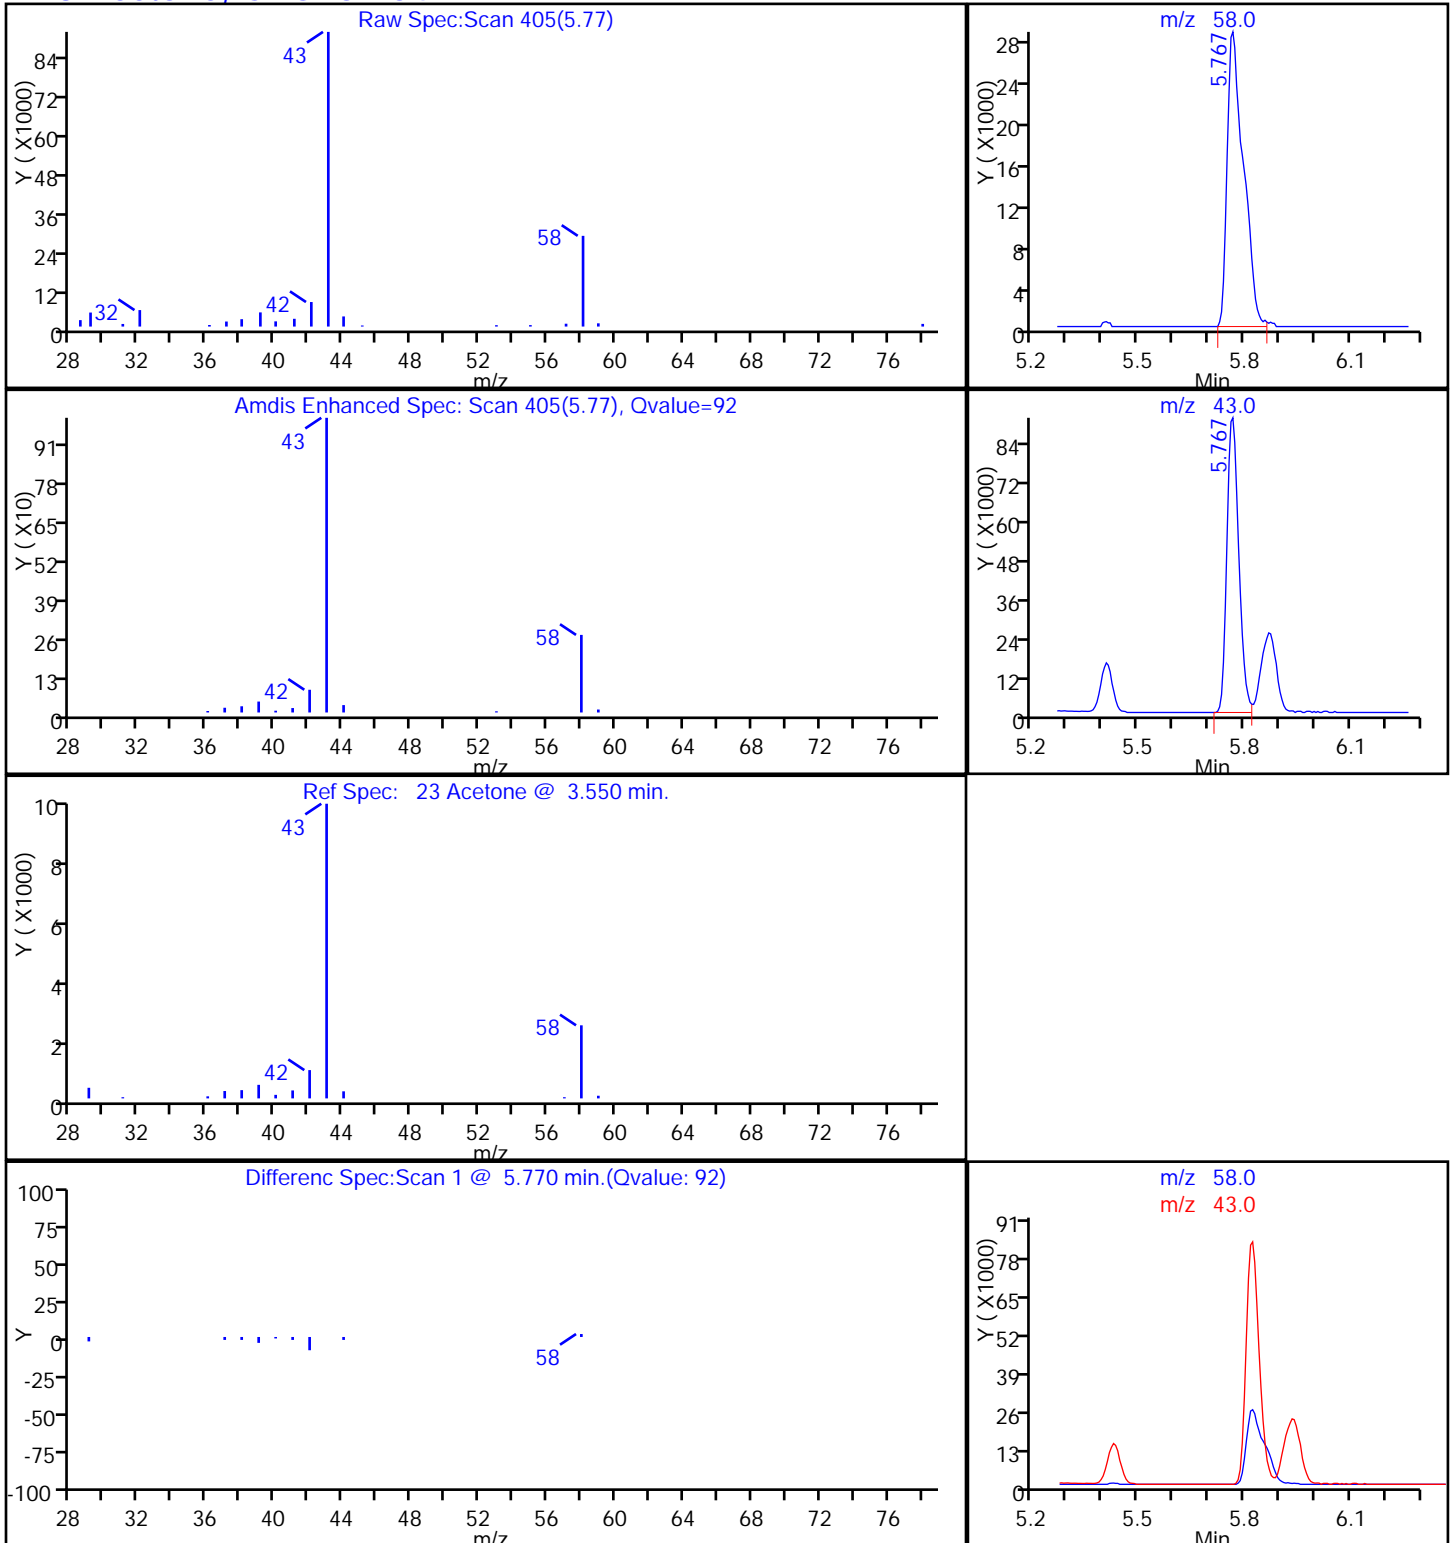 Raw Spec:Scan 405(5.77)
Y ( X1000)
84
72
60
48
36
24
12
0
43
58
42
32
28 32 36 40 44 48 52 56 60 64 68 72 76
m/z
m/z 58.0
Y ( X1000)
28
24
20
16
12
8
4
0
5.767
5.2 5.5 5.8 6.1
Min
Amdis Enhanced Spec: Scan 405(5.77), Qvalue=92
Y ( X10)
91
78
65
52
39
26
13
0
43
58
42
28 32 36 40 44 48 52 56 60 64 68 72 76
m/z
m/z 43.0
Y ( X1000)
84
72
60
48
36
24
12
0
5.767
5.2 5.5 5.8 6.1
Min
Ref Spec: 23 Acetone @ 3.550 min.
Y ( X1000)
10
8
6
4
2
0
43
58
42
28 32 36 40 44 48 52 56 60 64 68 72 76
m/z
Differenc Spec:Scan 1 @ 5.770 min.(Qvalue: 92)
Y
100
75
50
25
0
-25
-50
-75
-100
58
28 32 36 40 44 48 52 56 60 64 68 72 76
m/z
m/z 58.0
m/z 43.0
Y ( X1000)
91
78
65
52
39
26
13
0
5.2 5.5 5.8 6.1
Min